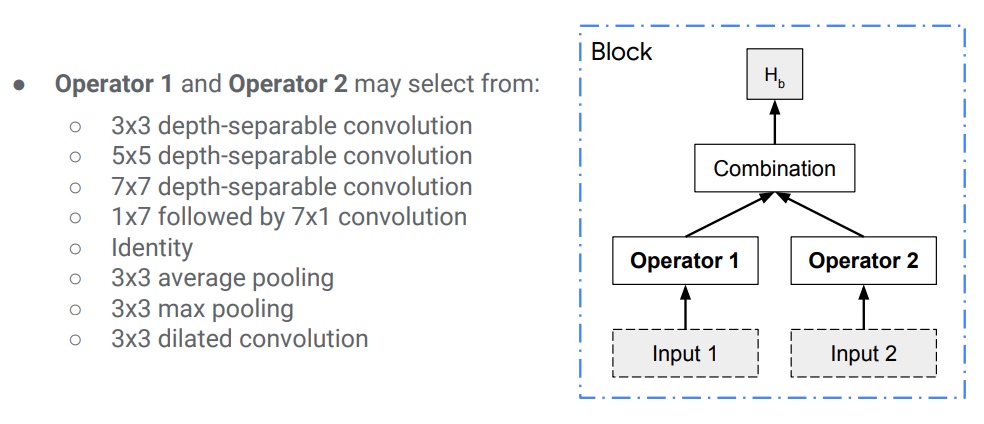 ● Operator 1 and Operator 2 may select from:
○ 3x3 depth-separable convolution
○ 5x5 depth-separable convolution
○ 7x7 depth-separable convolution
○ 1x7 followed by 7x1 convolution
○ Identity
○ 3x3 average pooling
○ 3x3 max pooling
○ 3x3 dilated convolution
Block
Hb
Combination
Operator 1
Operator 2
Input 1
Input 2